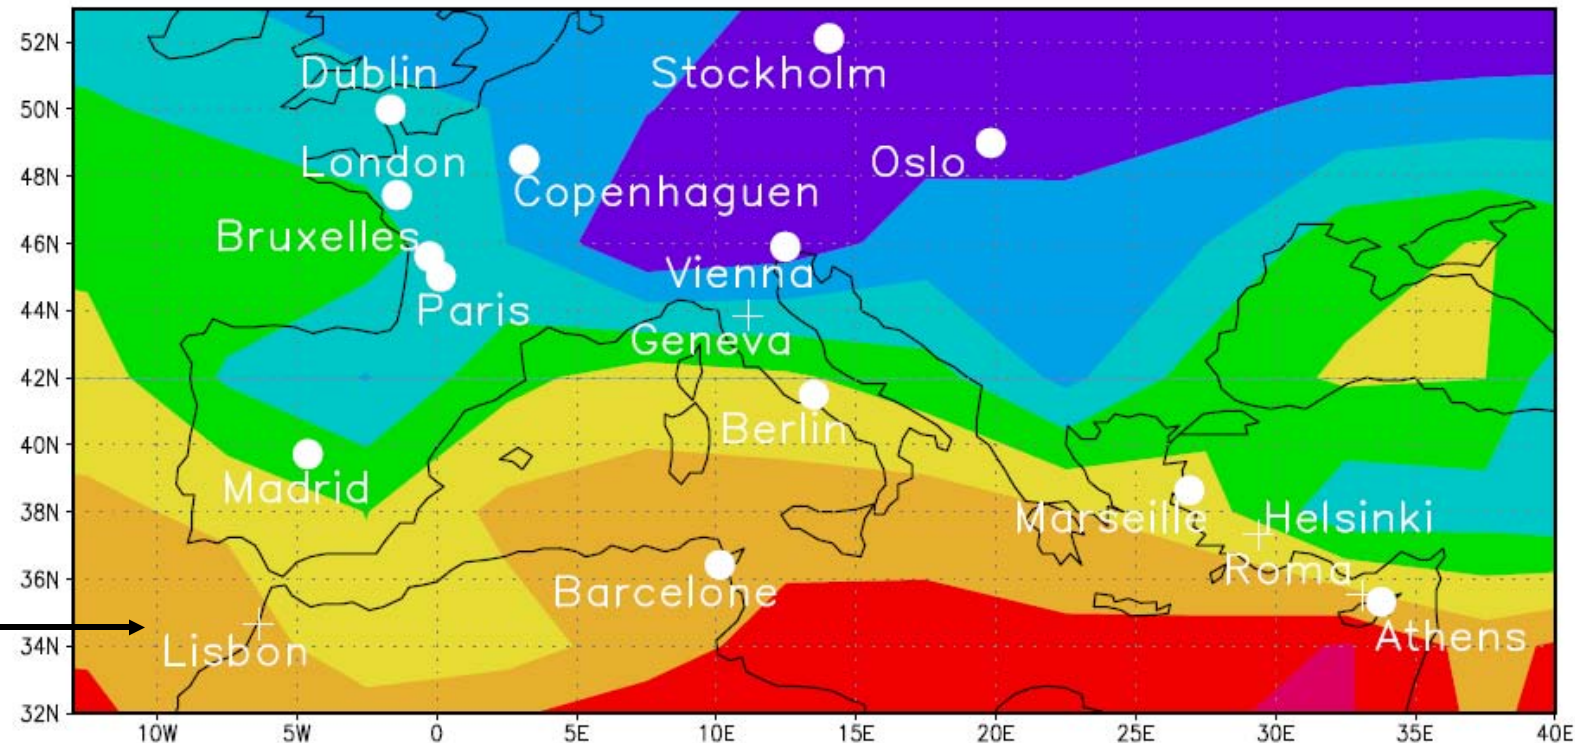 52N
Dublin
Stockholm
50N
London
Oslo
48N
Copenhaguen
Bruxelles
46N
Vienna
Paris
44N
Geneva
42N
Berlin
40N
Madrid
38N
Marseille
Helsinki
36N
Roma
Barcelone
34N
Lisbon
Athens
32N
10W 5W 0 5E 10E 15E 20E 25E 30E 35E 40E